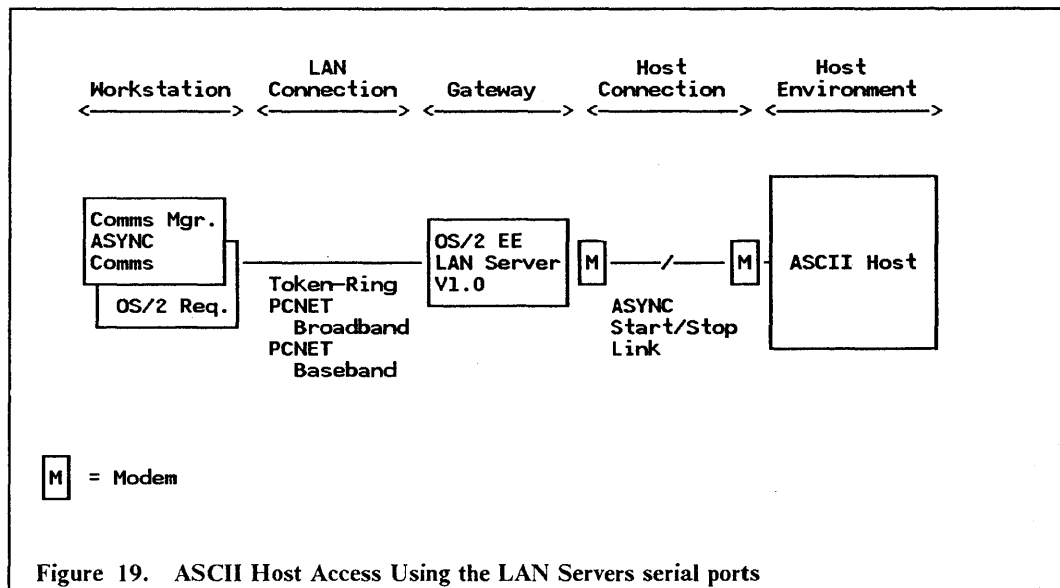 Workstation
LAN
Connection
Gateway
Host
Connection
Host
Environment
Comms Mgr.
ASYNC
Comms
OS/2 Req.
Token-Ring
PCNET
Broadband
PCNET
Baseband
OS/2 EE
LAN Server
V1.0
M
M
ASYNC
Start/Stop
Link
ASCII Host
M = Modem
Figure 19. ASCII Host Access Using the LAN Servers serial ports